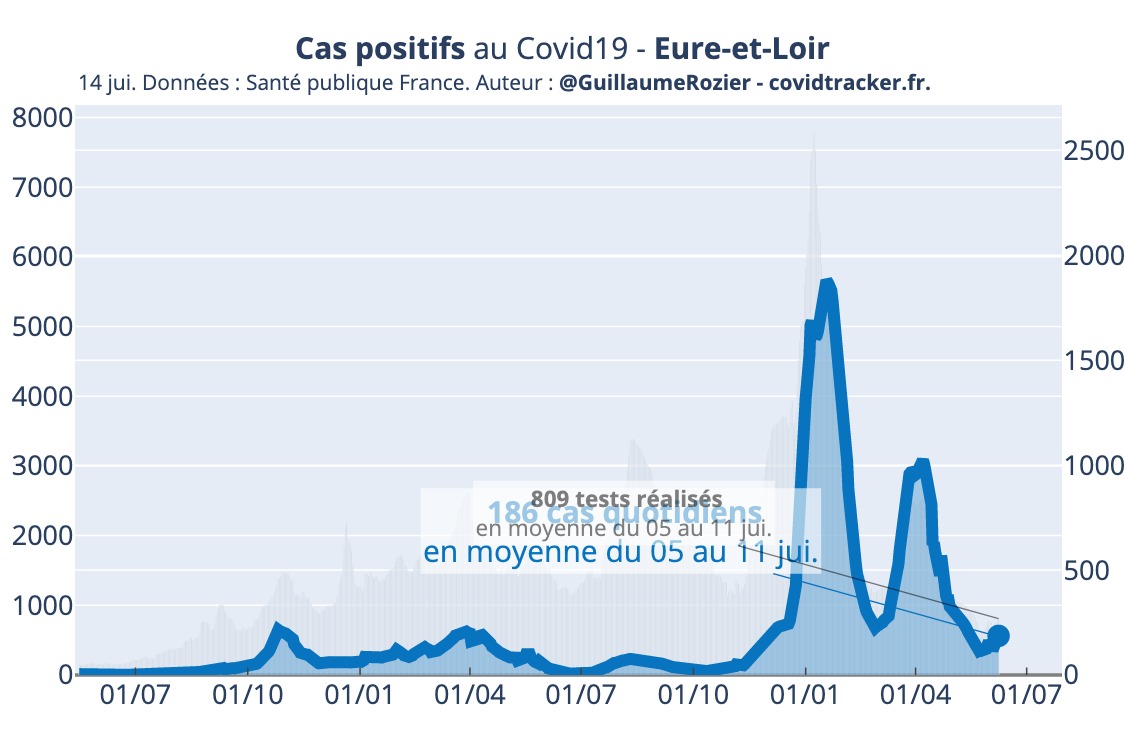 Cas positifs au Covid19 - Eure-et-Loir
14 jui. Données : Santé publique France. Auteur : @GuillaumeRozier - covidtracker.fr.
8000
7000
6000
5000
4000
3000
2000
1000
0
2500
2000
1500
1000
500
0
809 tests réalisés
186 cas quotidiens
en moyenne du 05 au 11 jui.
en moyenne du 05 au 11 jui.
01/07 01/10 01/01 01/04 01/07 01/10 01/01 01/04 01/07